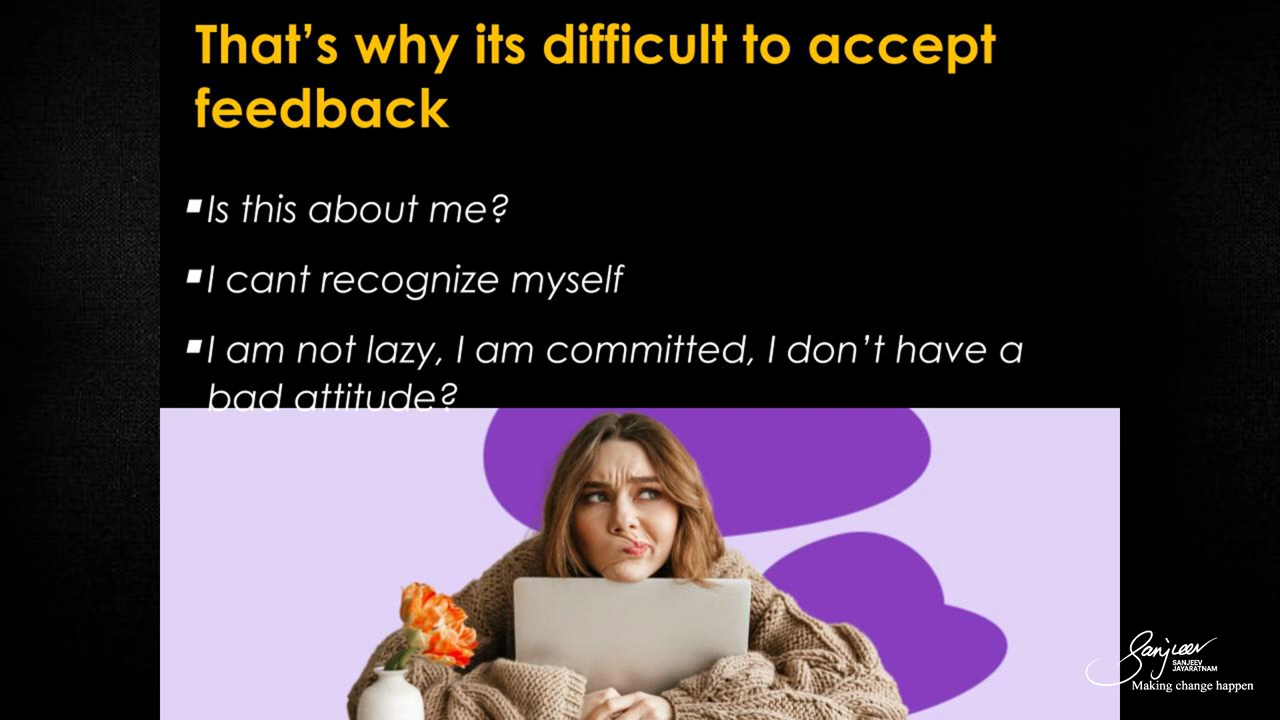 That’s why its difficult to accept
feedback
▪Is this about me?
▪I cant recognize myself
▪I am not lazy, I am committed, I don’t have a
bad attitude?
Sanjeev
SANJEEV
JAYARATNAM
Making change happen